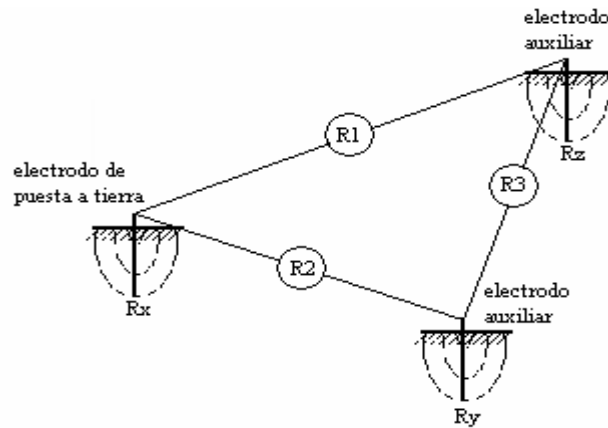 electrodo
auxiliar
R1
Rz
electrodo de
puesta a tierra
R3
R2
Rx
electrodo
auxiliar
Ry